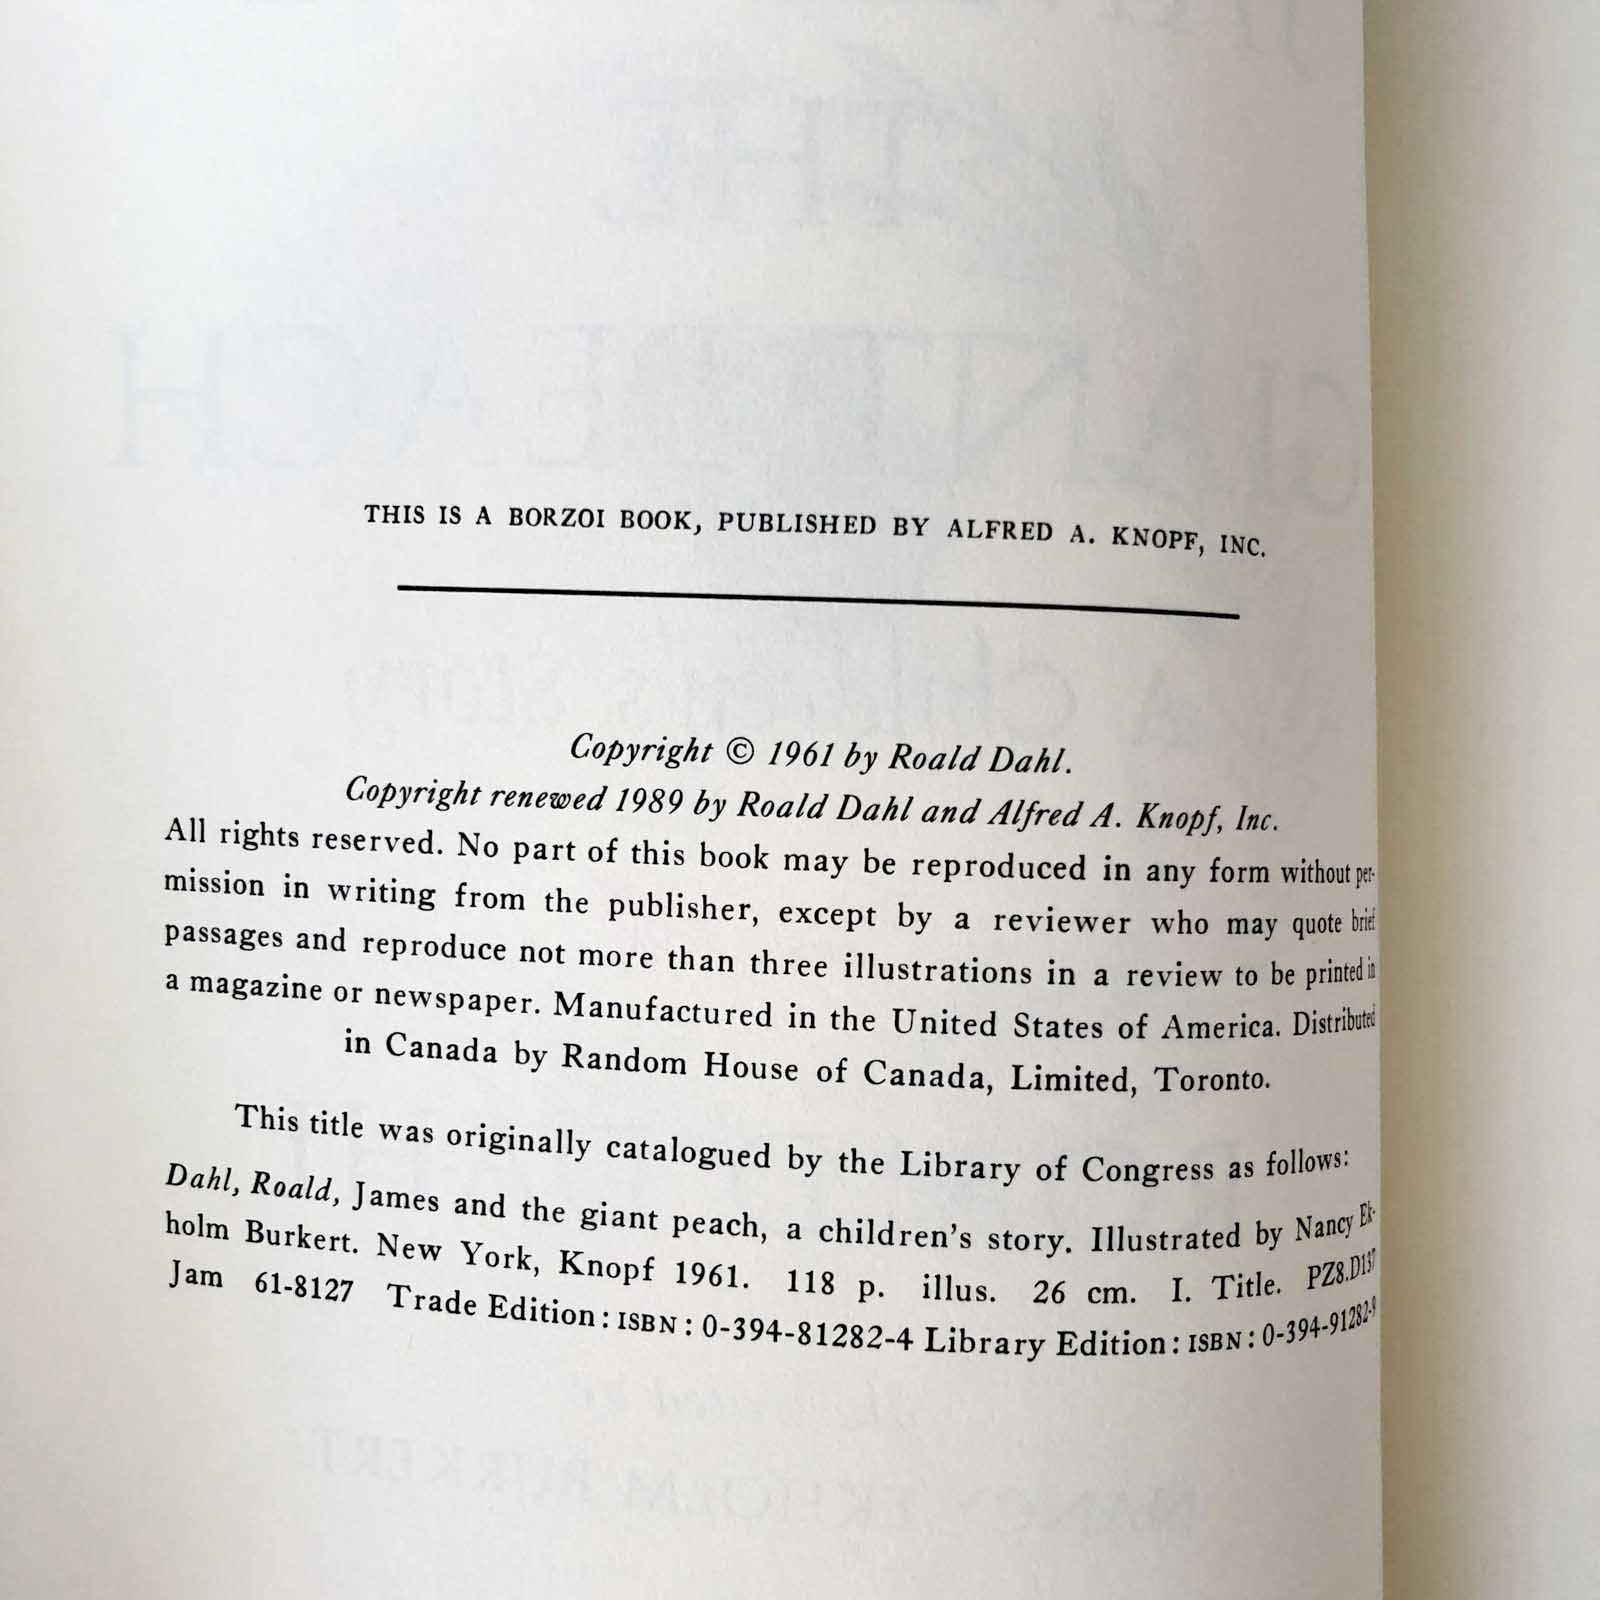 THIS IS A BORZOI BOOK, PUBLISHED BY ALFRED A. KNOPF, INC.
Copyright © 1961 by Roald Dahl.
Copyright renewed 1989 by Roald Dahl and Alfred A. Knopf, Inc.
All rights reserved. No part of this book may be reproduced in any form without per-
mission in writing from the publisher, except by a reviewer who may quote brief
passages and reproduce not more than three illustrations in a review to be printed in
a magazine or newspaper. Manufactured in the United States of America. Distributed
in Canada by Random House of Canada, Limited, Toronto.
This title was originally catalogued by the Library of Congress as follows:
Dahl, Roald, James and the giant peach, a children's story. Illustrated by Nancy Ek-
holm Burkert. New York, Knopf 1961. 118 p. illus. 26 cm. I. Title. PZ8.D137
Jam 61-8127 Trade Edition: ISBN: 0-394-81282-4 Library Edition: ISBN: 0-394-91282-9